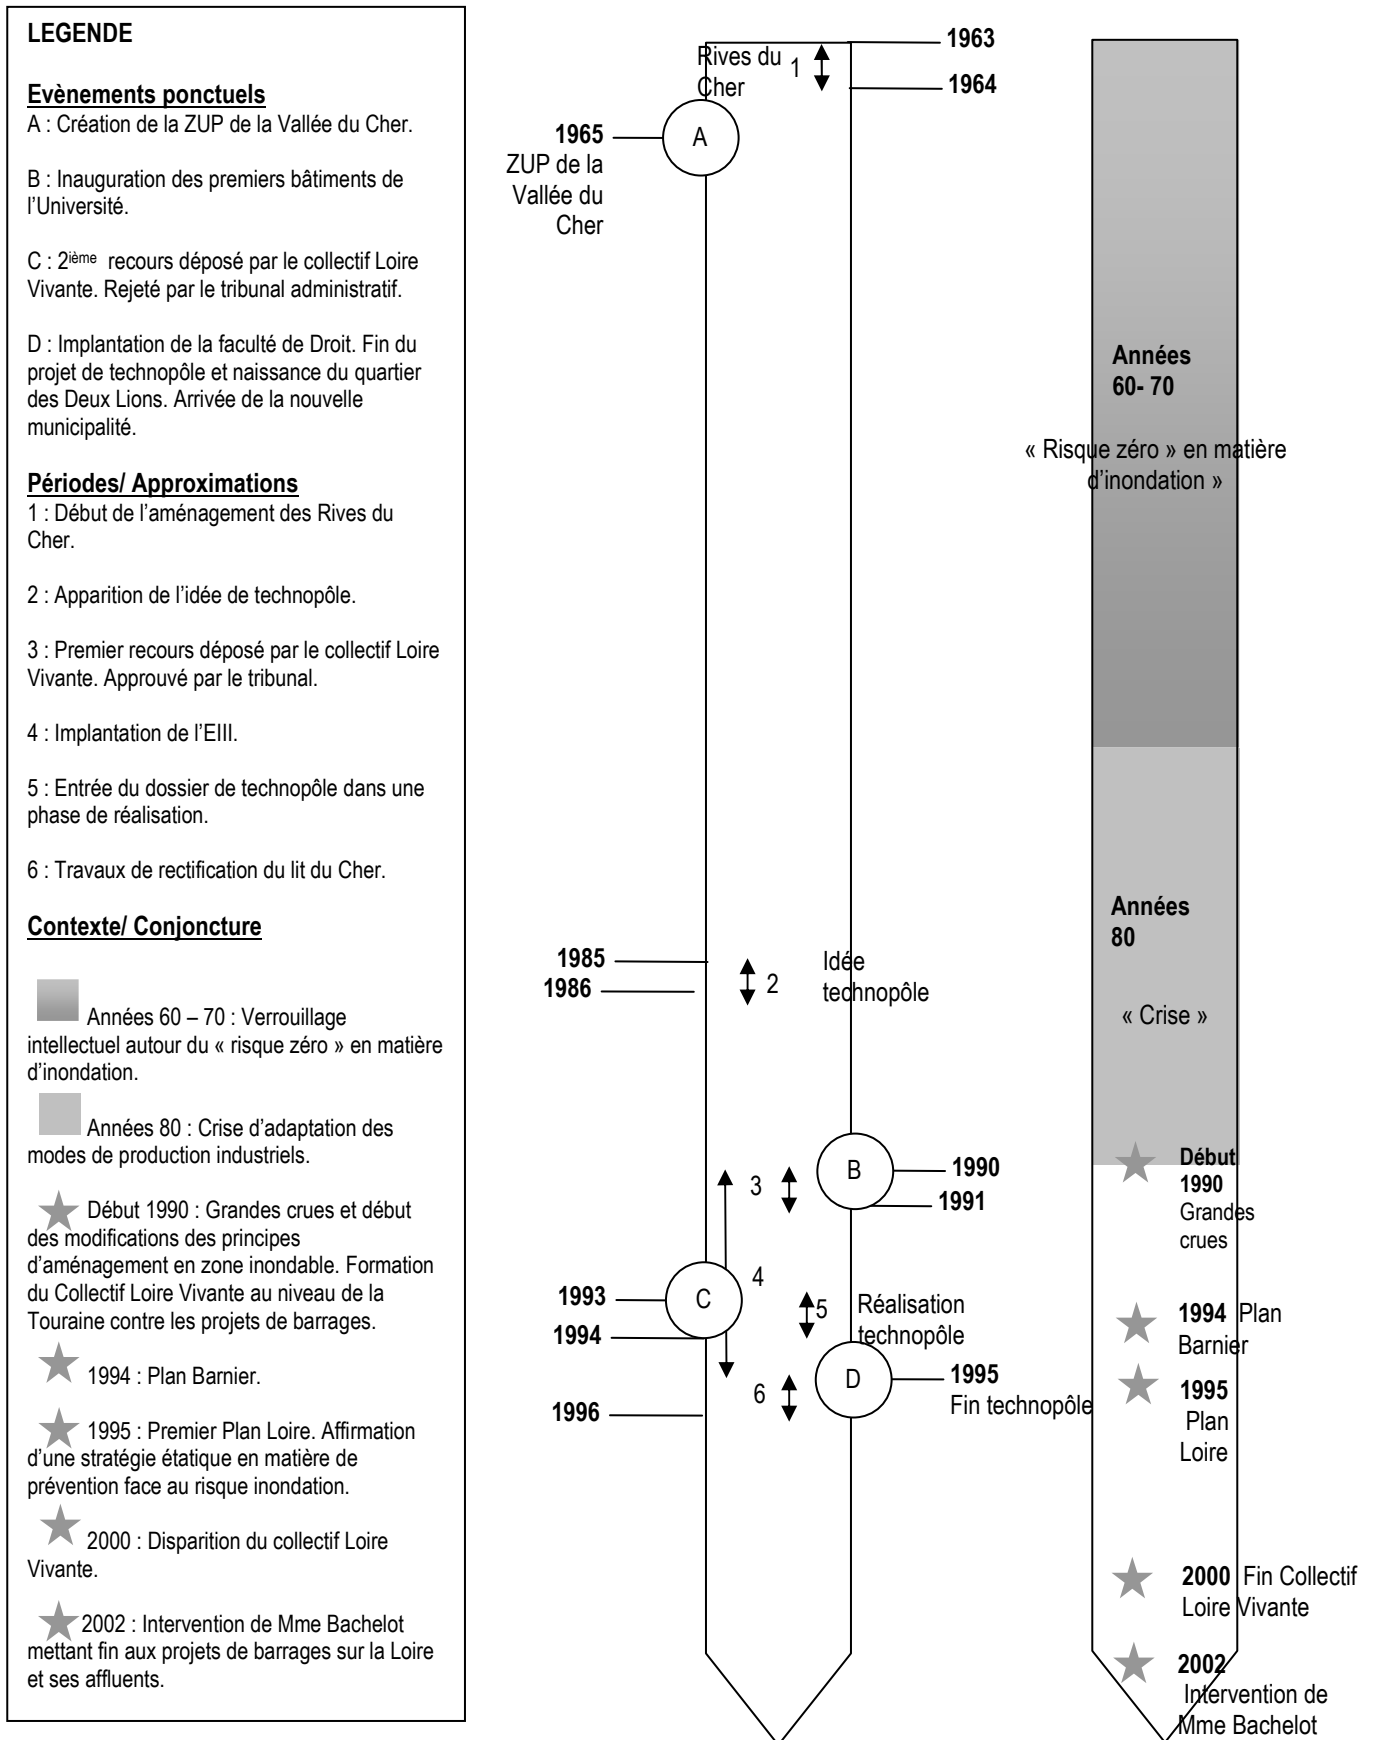 LEGENDE
Evènements ponctuels
A : Création de la ZUP de la Vallée du Cher.
B : Inauguration des premiers bâtiments de
l’Université.
C : 2ième recours déposé par le collectif Loire
Vivante. Rejeté par le tribunal administratif.
D : Implantation de la faculté de Droit. Fin du
projet de technopôle et naissance du quartier
des Deux Lions. Arrivée de la nouvelle
municipalité.
Périodes/ Approximations
1 : Début de l’aménagement des Rives du
Cher.
2 : Apparition de l’idée de technopôle.
3 : Premier recours déposé par le collectif Loire
Vivante. Approuvé par le tribunal.
4 : Implantation de l’EIII.
5 : Entrée du dossier de technopôle dans une
phase de réalisation.
6 : Travaux de rectification du lit du Cher.
Contexte/ Conjoncture
Années 60 – 70 : Verrouillage
intellectuel autour du « risque zéro » en matière
d’inondation.
Années 80 : Crise d’adaptation des
modes de production industriels.
Début 1990 : Grandes crues et début
des modifications des principes
d’aménagement en zone inondable. Formation
du Collectif Loire Vivante au niveau de la
Touraine contre les projets de barrages.
1994 : Plan Barnier.
1995 : Premier Plan Loire. Affirmation
d’une stratégie étatique en matière de
prévention face au risque inondation.
2000 : Disparition du collectif Loire
Vivante.
2002 : Intervention de Mme Bachelot
mettant fin aux projets de barrages sur la Loire
et ses affluents.
1963
Rives du
Cher
1
1964
1965
ZUP de la
Vallée du
Cher
A
1985
1986
2
Idée
technopôle
B
1990
1991
3
4
1993
1994
C
5
Réalisation
technopôle
D
1995
Fin technopôle
6
1996
Années
60- 70
« Risque zéro » en matière
d’inondation »
Années
80
« Crise »
Début
1990
Grandes
crues
1994 Plan
Barnier
1995
Plan
Loire
2000 Fin Collectif
Loire Vivante
2002
Intervention de
Mme Bachelot